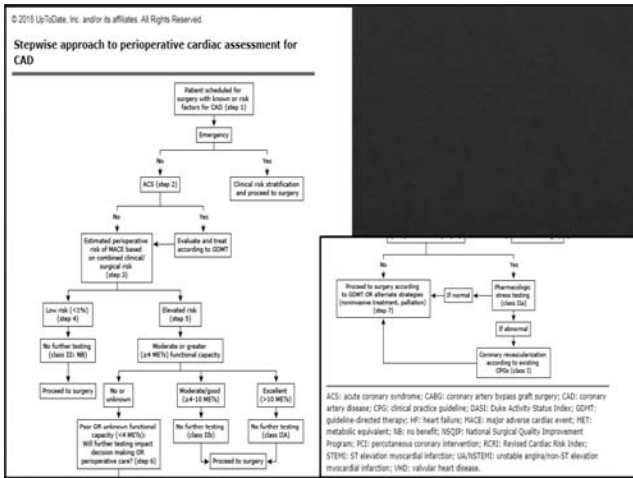 © 2018 UpToDate, Inc. and/or its affiliates. All Rights Reserved.
Stepwise approach to perioperative cardiac assessment for
CAD
Patient scheduled for
surgery with known or risk
factors for CAD (step 1)
Emergency
No
Yes
ACS (step 2)
Clinical risk stratification
and proceed to surgery
No
Yes
Estimated perioperative
risk of MACE based
on combined clinical/
surgical risk
(step 3)
Evaluate and treat
according to GDMT
Low risk (<1%)
(step 4)
Elevated risk
(step 5)
No further testing
(class III: NB)
Moderate or greater
(≥4 METs) functional capacity
Proceed to surgery
No or
unknown
Moderate/good
(≥4-10 METs)
Excellent
(>10 METs)
Poor OR unknown functional
capacity (<4 METs):
Will further testing impact
decision making OR
perioperative care? (step 6)
No further testing
(class IIb)
No further testing
(class IIA)
Proceed to surgery
No
Yes
Proceed to surgery
according to GDMT OR
alternate strategies
(noninvasive treatment, palliation)
(step 7)
If normal
Pharmacologic
stress testing
(class IIa)
If abnormal
Coronary revascularization
according to existing
CPGs (class I)
ACS: acute coronary syndrome; CABG: coronary artery bypass graft surgery; CAD: coronary
artery disease; CPG: clinical practice guideline; DASI: Duke Activity Status Index; GDMT:
guideline-directed therapy; HF: heart failure; MACE: major adverse cardiac event; MET:
metabolic equivalent; NB: no benefit; NSQIP: National Surgical Quality Improvement
Program; PCI: percutaneous coronary intervention; RCRI: Revised Cardiac Risk Index;
STEMI: ST elevation myocardial infarction; UA/NSTEMI: unstable angina/non-ST elevation
myocardial infarction; VHD: valvular heart disease.